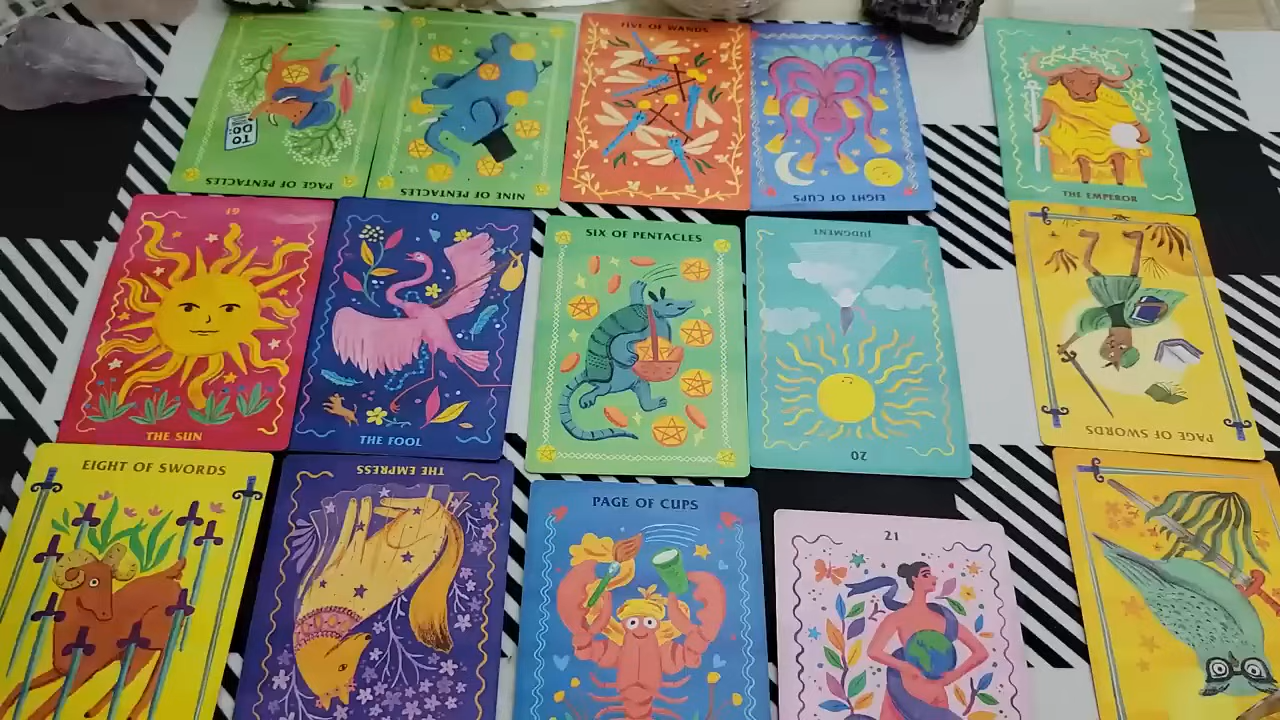 TO
DO:
PAGE OF PENTACLES
NINE OF PENTACLES
FIVE OF WANDS
EIGHT OF CUPS
THE EMPEROR
19
THE SUN
0
THE FOOL
SIX OF PENTACLES
JUDGMENT
20
PAGE OF SWORDS
EIGHT OF SWORDS
THE EMPRESS
PAGE OF CUPS
21